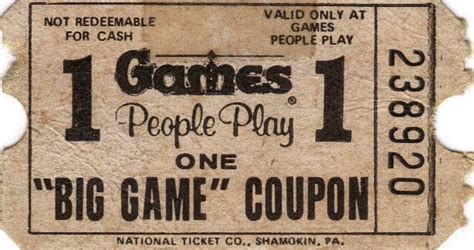 NOT REDEEMABLE
FOR CASH
VALID ONLY AT
GAMES
PEOPLE PLAY
1 Games 1
People Play®
ONE
"BIG GAME" COUPON
238920
NATIONAL TICKET CO., SHAMOKIN, PA.